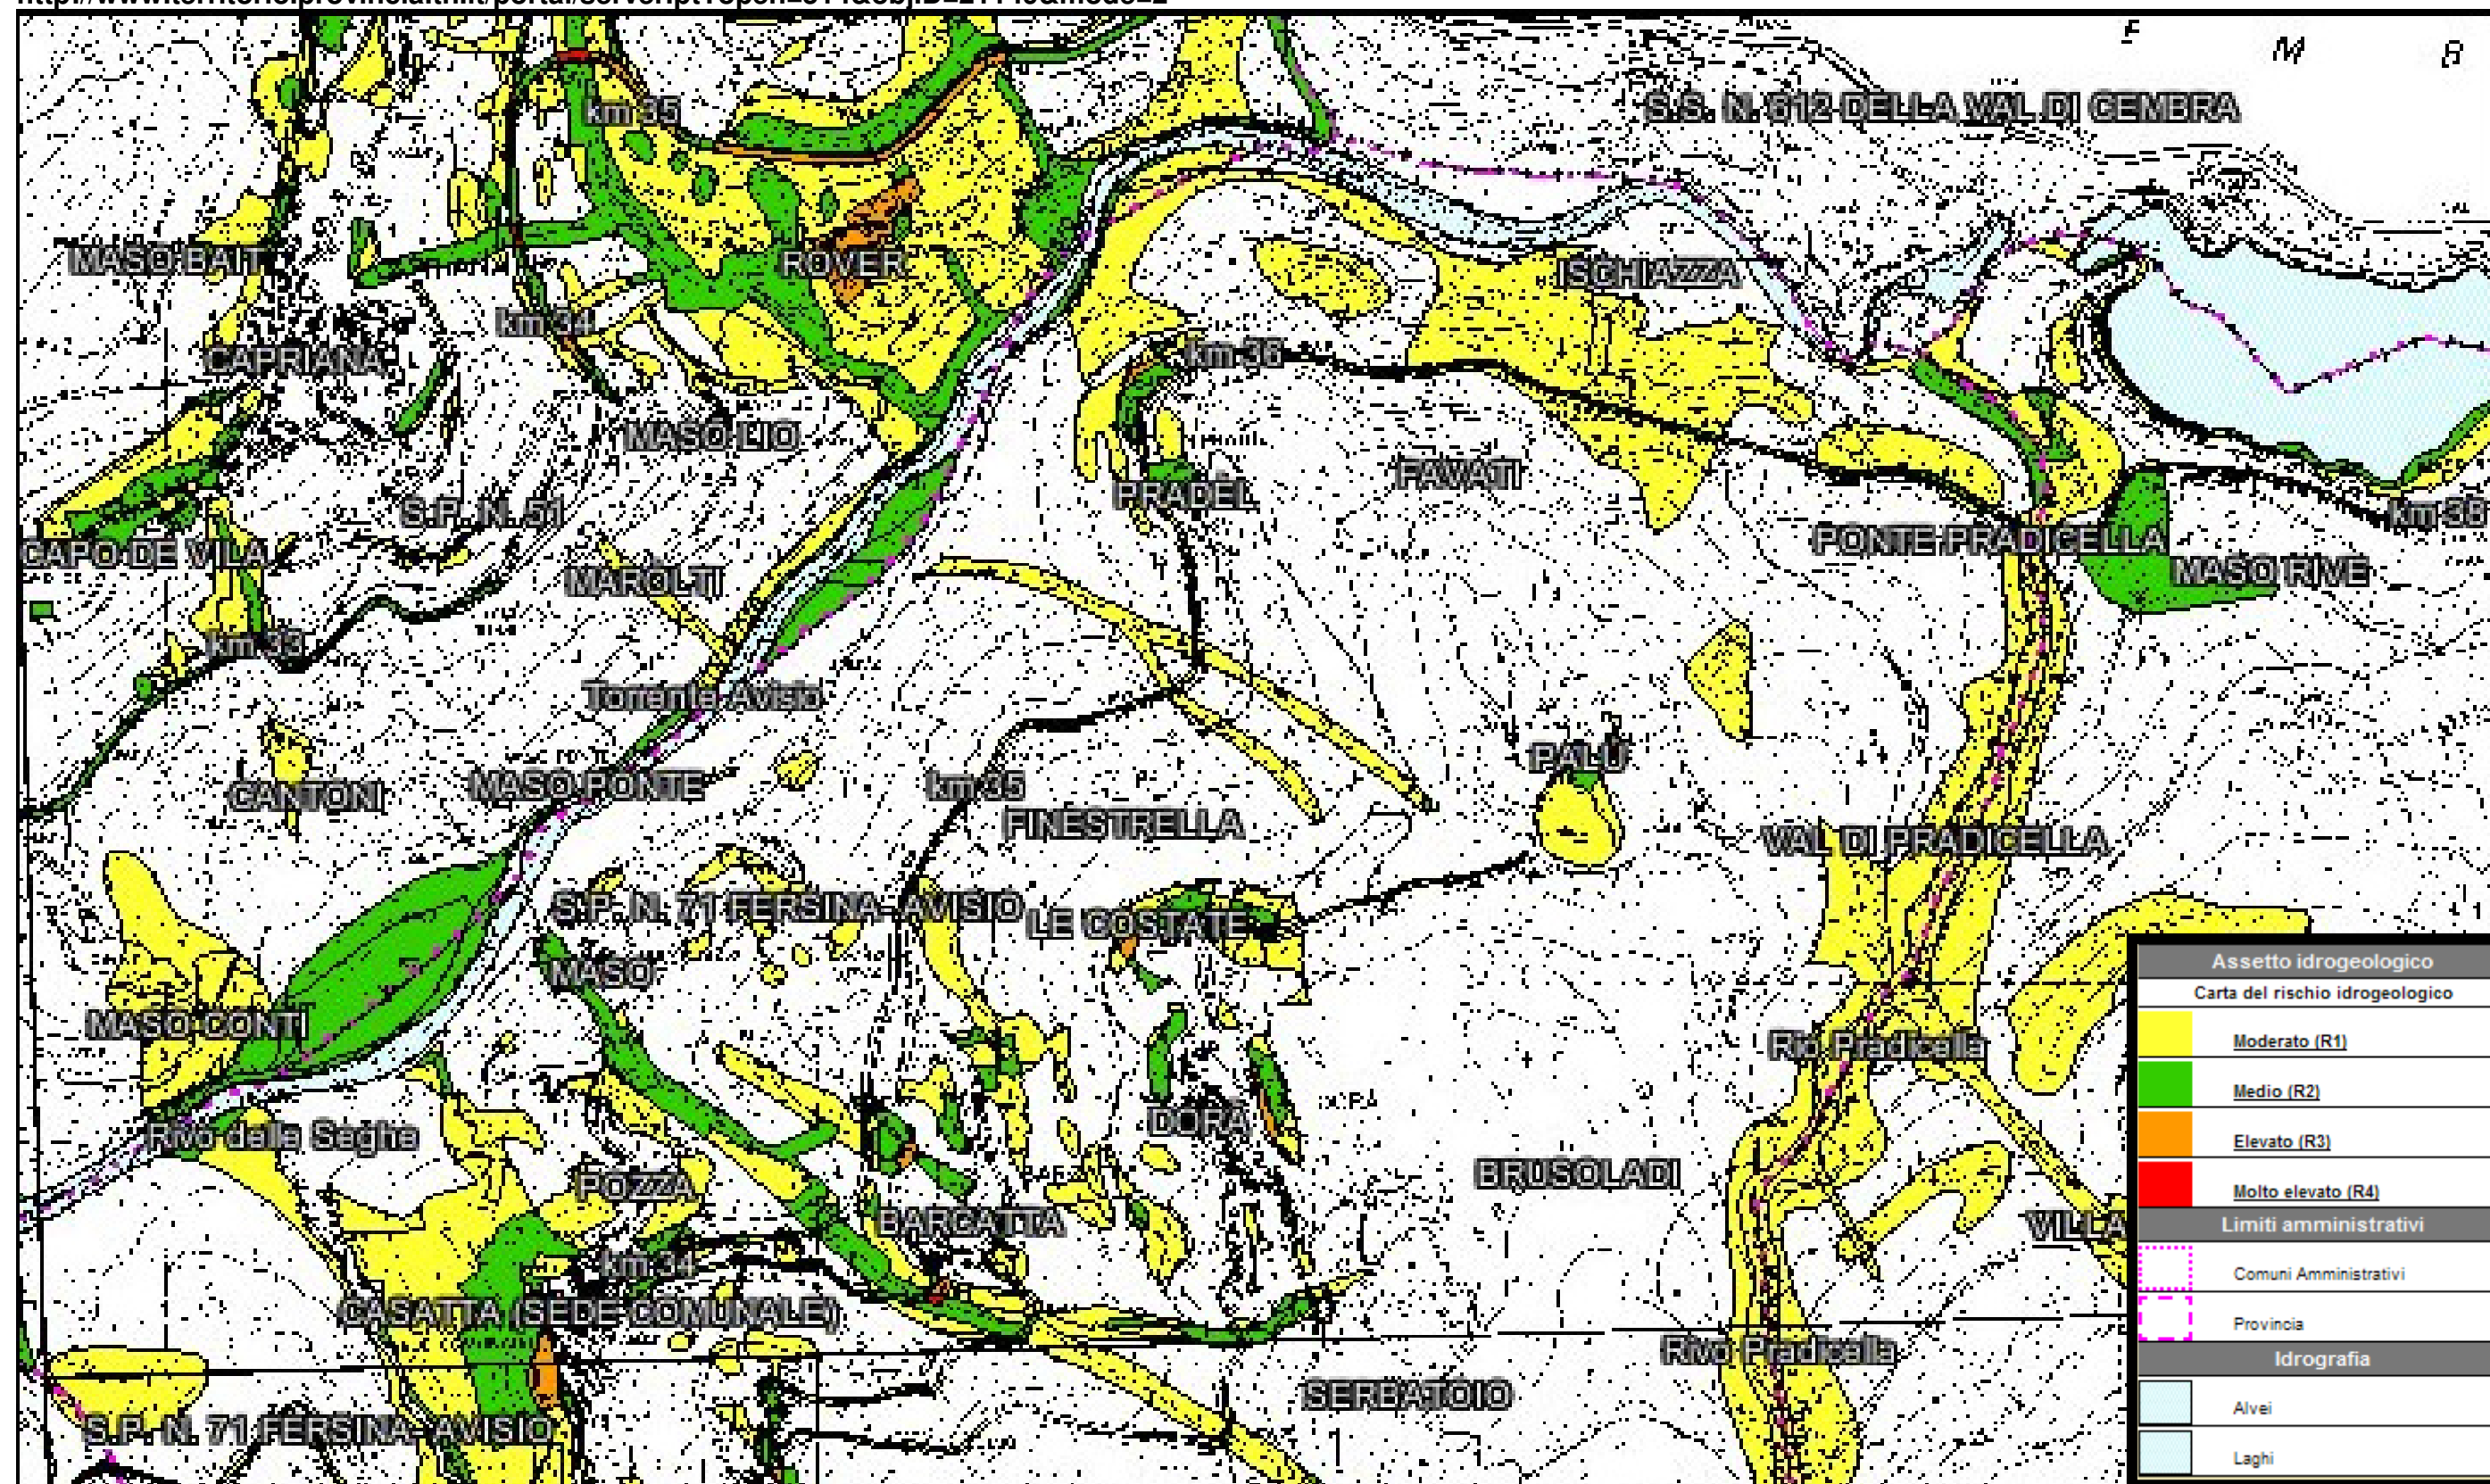 F M B
S.S. N. 612 DELLA VAL DI CEMBRA
km 35
MASO BAIT
ROVER
ISCHIAZZA
km 34
CAPRIANA
km 36
MASO LIO
S.P. N. 51
PRADEL
FAVATI
km 38
CAPO DE VILA
MAROLTI
PONTE PRADICELLA
MASO RIVE
km 33
Torrente Avisio
CANTONI
MASO PONTE
km 35
FINESTRELLA
PALU
VAL DI PRADICELLA
S.P. N. 71 FERSINA-AVISIO
LE COSTATE
MASO
MASO CONTI
Rio Pradicella
Rivo delle Seghe
DORÀ
POZZA
BARCATTA
BRUSOLADI
VILLA
km 34
CASATTA (SEDE COMUNALE)
Rivo Pradicella
SERBATOIO
S.P. N. 71 FERSINA-AVISIO
Assetto idrogeologico
Carta del rischio idrogeologico
Moderato (R1)
Medio (R2)
Elevato (R3)
Molto elevato (R4)
Limiti amministrativi
Comuni Amministrativi
Provincia
Idrografia
Alvei
Laghi